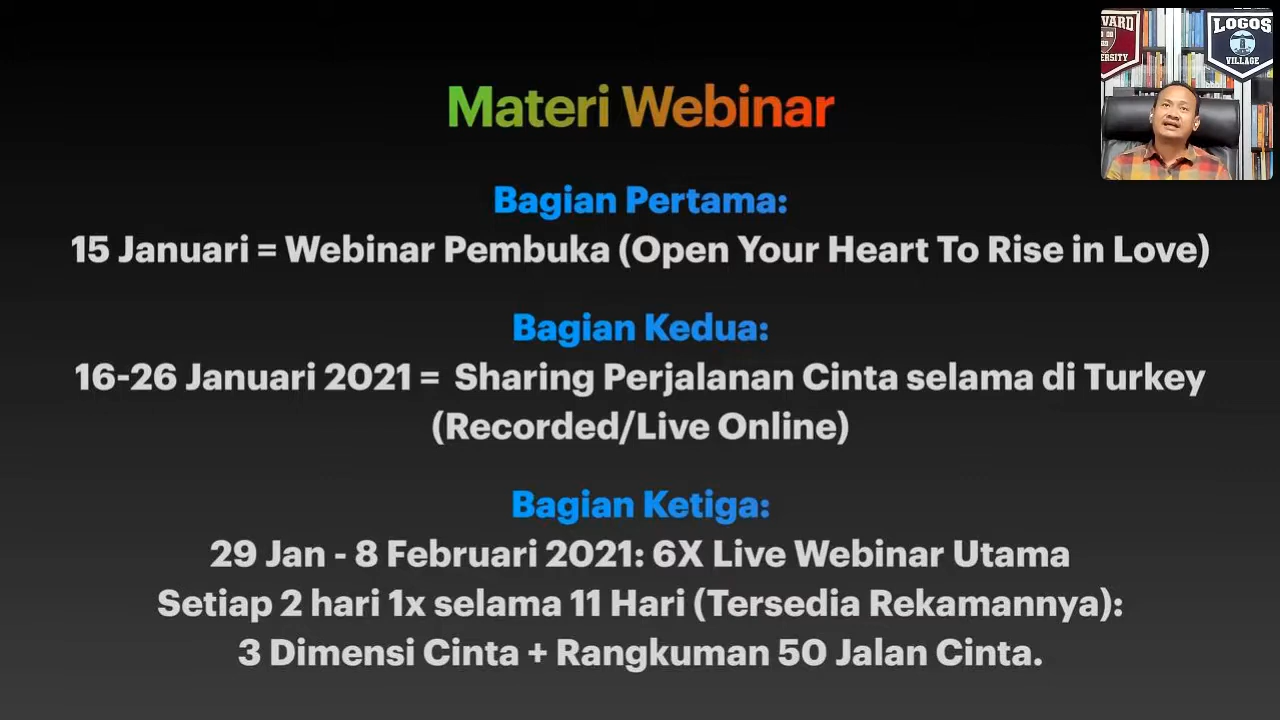 Materi Webinar
Bagian Pertama:
15 Januari = Webinar Pembuka (Open Your Heart To Rise in Love)
Bagian Kedua:
16-26 Januari 2021 = Sharing Perjalanan Cinta selama di Turkey
(Recorded/Live Online)
Bagian Ketiga:
29 Jan - 8 Februari 2021: 6X Live Webinar Utama
Setiap 2 hari 1x selama 11 Hari (Tersedia Rekamannya):
3 Dimensi Cinta + Rangkuman 50 Jalan Cinta.
VARD
ERSITY
LOGOS
VILLAGE